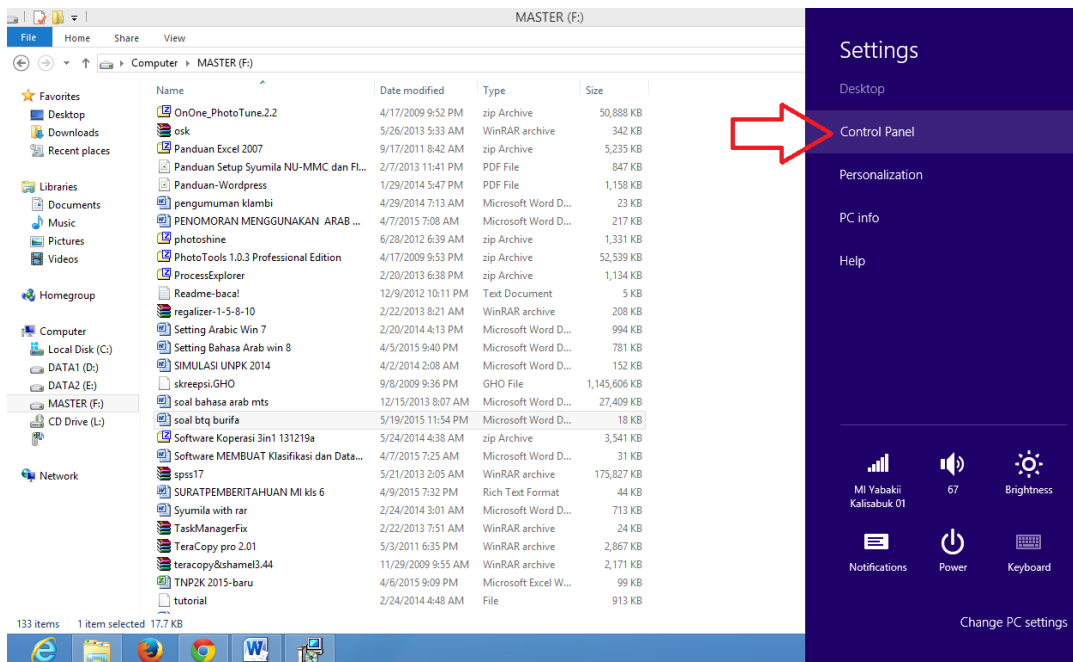 MASTER (F:)
File Home Share View
Computer MASTER (F:)
Favorites
Desktop
Downloads
Recent places
Libraries
Documents
Music
Pictures
Videos
Homegroup
Computer
Local Disk (C:)
DATA1 (D:)
DATA2 (E:)
MASTER (F:)
CD Drive (L:)
Network
Name Date modified Type Size
OnOne_PhotoTune.2.2 4/17/2009 9:52 PM zip Archive 50,888 KB
osk 5/26/2013 5:33 AM WinRAR archive 342 KB
Panduan Excel 2007 9/17/2011 8:42 AM zip Archive 5,235 KB
Panduan Setup Syumila NU-MMC dan Fl... 2/7/2013 11:41 PM PDF File 847 KB
Panduan-Wordpress 1/29/2014 5:47 PM PDF File 1,158 KB
pengumuman klambi 4/29/2014 7:13 AM Microsoft Word D... 23 KB
PENOMORAN MENGGUNAKAN ARAB ... 4/7/2015 7:08 AM Microsoft Word D... 217 KB
photoshine 6/28/2012 6:39 AM zip Archive 1,331 KB
PhotoTools 1.0.3 Professional Edition 4/17/2009 9:53 PM zip Archive 52,539 KB
ProcessExplorer 2/20/2013 6:38 PM zip Archive 1,134 KB
Readme-baca! 12/9/2012 10:11 PM Text Document 5 KB
regalizer-1-5-8-10 2/22/2013 8:21 AM WinRAR archive 208 KB
Setting Arabic Win 7 2/20/2014 4:13 PM Microsoft Word D... 994 KB
Setting Bahasa Arab win 8 4/5/2015 9:40 PM Microsoft Word D... 781 KB
SIMULASI UNPK 2014 4/2/2014 2:08 AM Microsoft Word D... 152 KB
skreepsi.GHO 9/8/2009 9:36 PM GHO File 1,145,606 KB
soal bahasa arab mts 12/15/2013 8:07 AM Microsoft Word D... 27,409 KB
soal btq burifa 5/19/2015 11:54 PM Microsoft Word D... 18 KB
Software Koperasi 3in1 131219a 5/24/2014 4:38 AM zip Archive 3,541 KB
Software MEMBUAT Klasifikasi dan Data... 4/7/2015 7:25 AM Microsoft Word D... 31 KB
spss17 5/21/2013 2:05 AM WinRAR archive 175,827 KB
SURATPEMBERITAHUAN MI kls 6 4/9/2015 7:32 PM Rich Text Format 44 KB
Syumila with rar 2/24/2014 3:01 AM Microsoft Word D... 713 KB
TaskManagerFix 2/22/2013 7:51 AM WinRAR archive 24 KB
TeraCopy pro 2.01 5/3/2011 6:35 PM WinRAR archive 2,867 KB
teracopy&shamel3.44 11/29/2009 9:55 AM WinRAR archive 2,171 KB
TNP2K 2015-baru 4/6/2015 9:09 PM Microsoft Excel W... 99 KB
tutorial 2/24/2014 4:48 AM File 913 KB
133 items 1 item selected 17.7 KB
Settings
Desktop
Control Panel
Personalization
PC info
Help
MI Yabakii
Kalisabuk 01
67
Brightness
Notifications
Power
Keyboard
Change PC settings